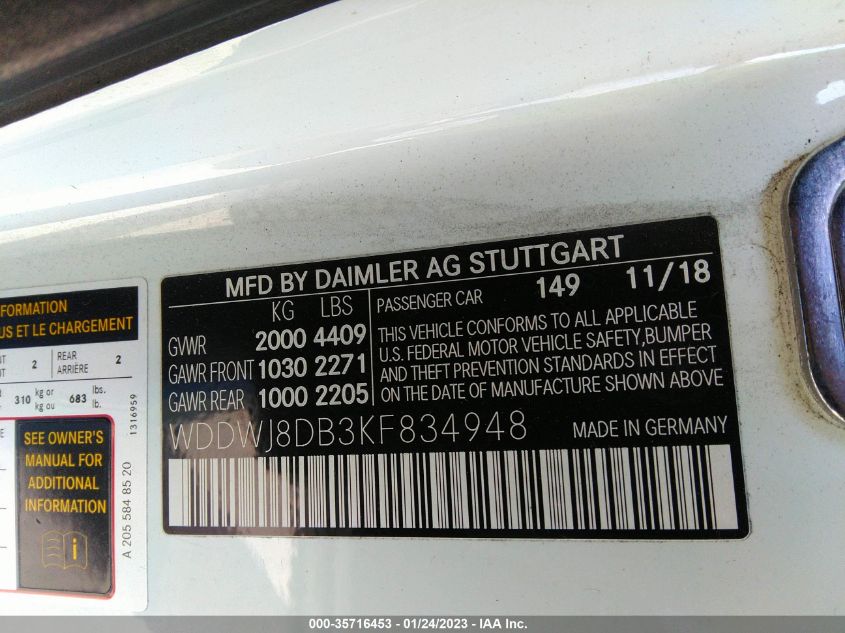 MFD BY DAIMLER AG STUTTGART
KG LBS
GVWR 2000 4409
GAWR FRONT 1030 2271
GAWR REAR 1000 2205
PASSENGER CAR 149 11/18
THIS VEHICLE CONFORMS TO ALL APPLICABLE
U.S. FEDERAL MOTOR VEHICLE SAFETY,BUMPER
AND THEFT PREVENTION STANDARDS IN EFFECT
ON THE DATE OF MANUFACTURE SHOWN ABOVE
WDDWJ8DB3KF834948 MADE IN GERMANY
ET LE CHARGEMENT
2 REAR 2
ARRIÈRE
310 kg or 683 lbs.
kg ou lb.
SEE OWNER'S
MANUAL FOR
ADDITIONAL
INFORMATION
i
A 205 584 85 20
1316959
000-35716453 - 01/24/2023 - IAA Inc.